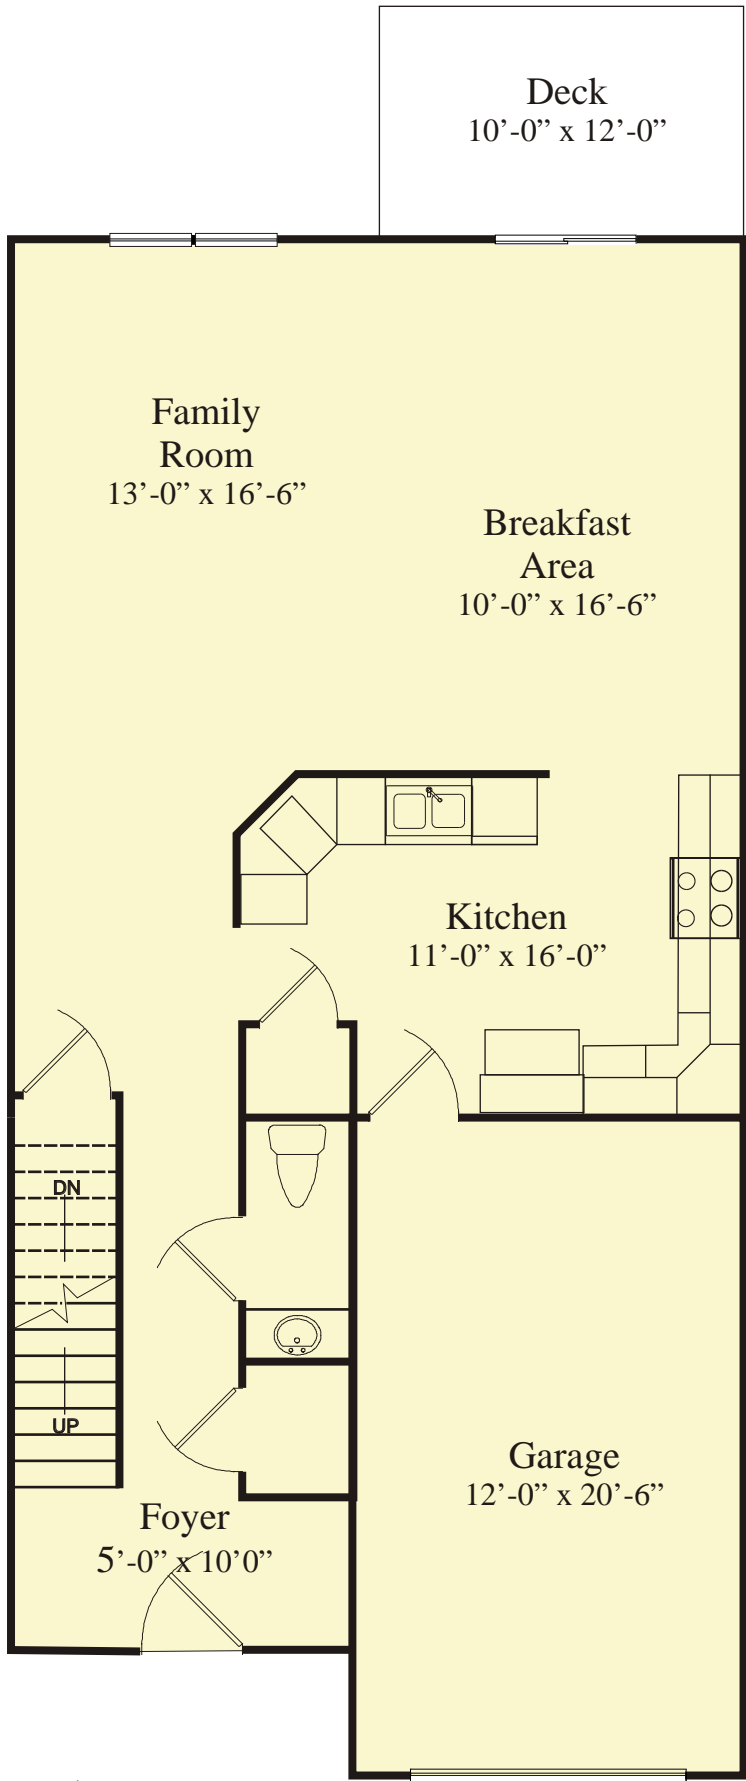 Deck
10’-0” x 12’-0”
Family
Room
13’-0” x 16’-6”
Breakfast
Area
10’-0” x 16’-6”
Kitchen
11’-0” x 16’-0”
DN
UP
Garage
12’-0” x 20’-6”
Foyer
5’-0” x 10’0”